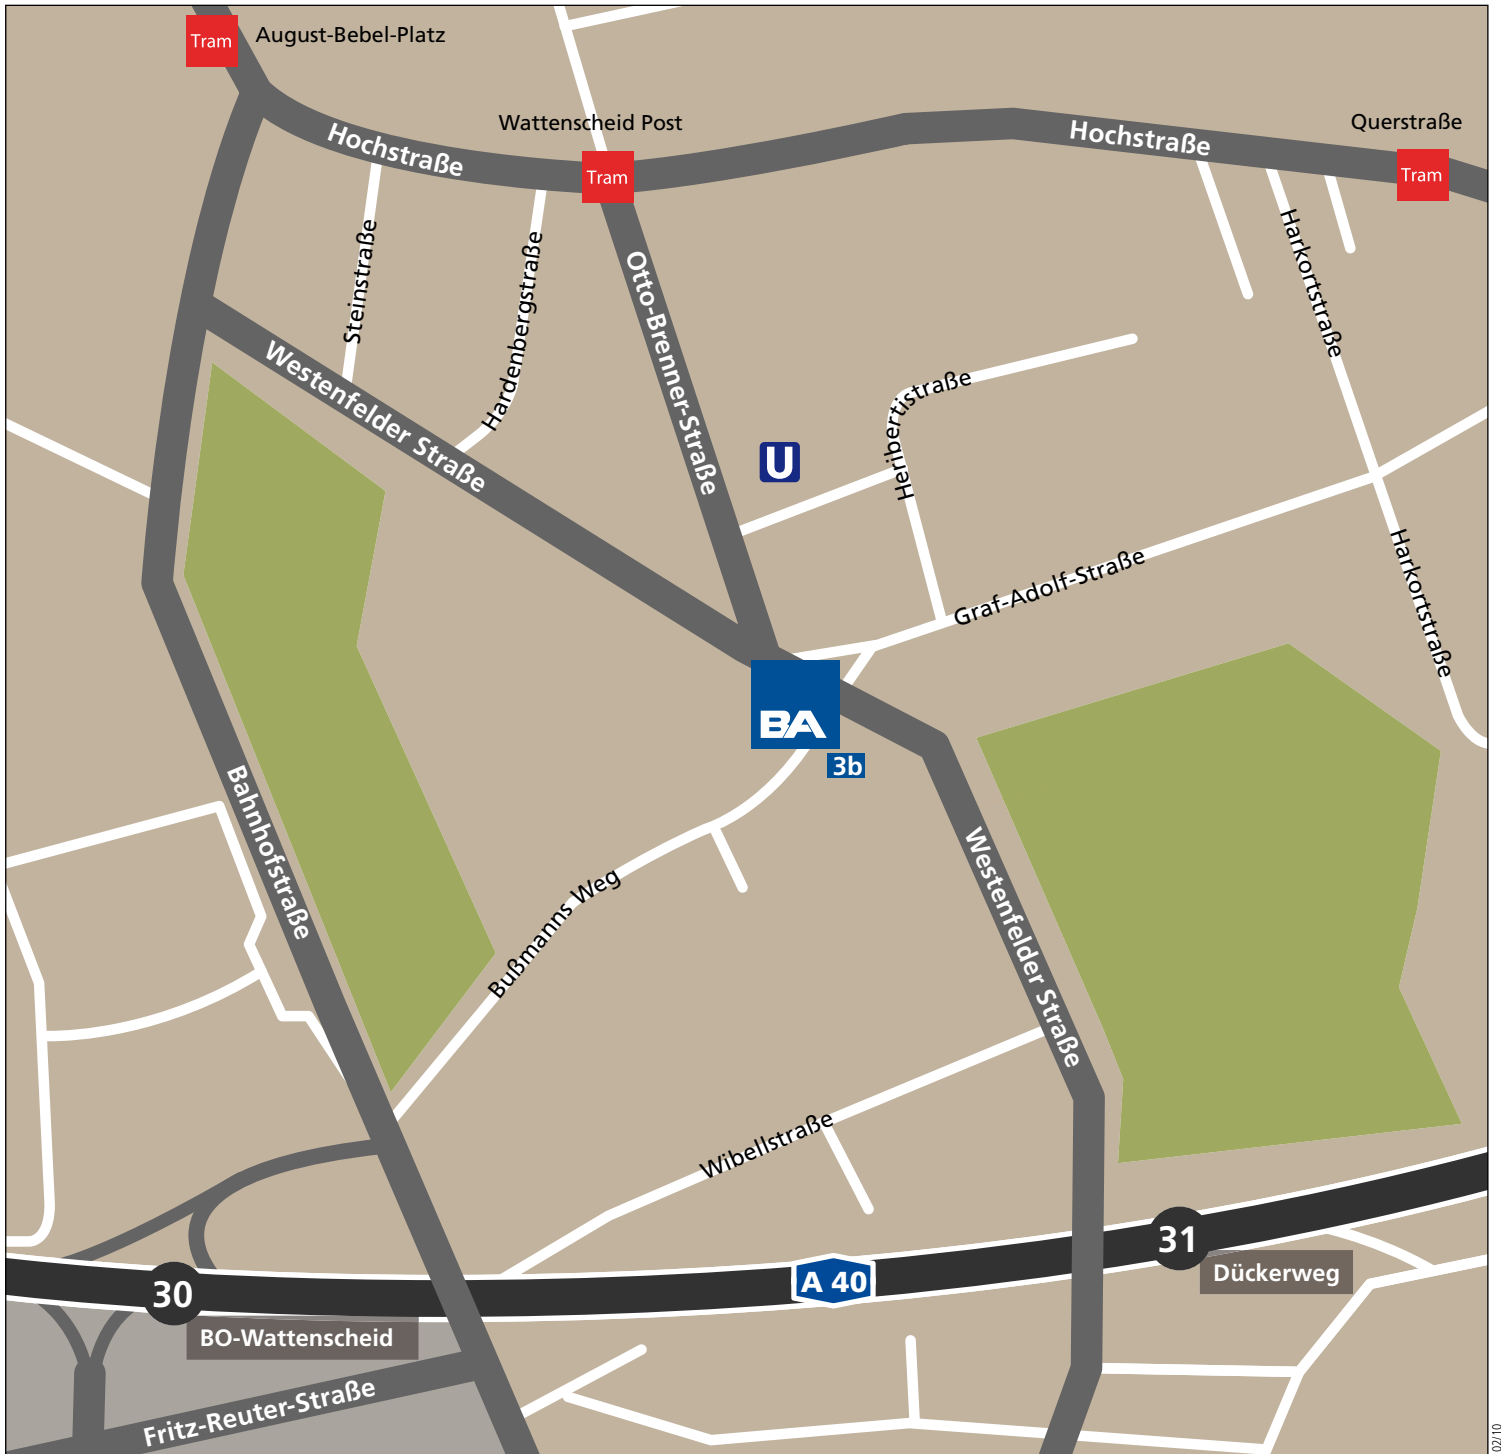 Tram
August-Bebel-Platz
Wattenscheid Post
Querstraße
Hochstraße
Hochstraße
Tram
Tram
Steinstraße
Hardenbergstraße
Otto-Brenner-Straße
Harkortstraße
Westenfelder Straße
Heribertistraße
U
Graf-Adolf-Straße
Harkortstraße
BA
3b
Bahnhofstraße
Bußmanns Weg
Westenfelder Straße
Wibellstraße
31
Dückerweg
A 40
30
BO-Wattenscheid
Fritz-Reuter-Straße
02/10